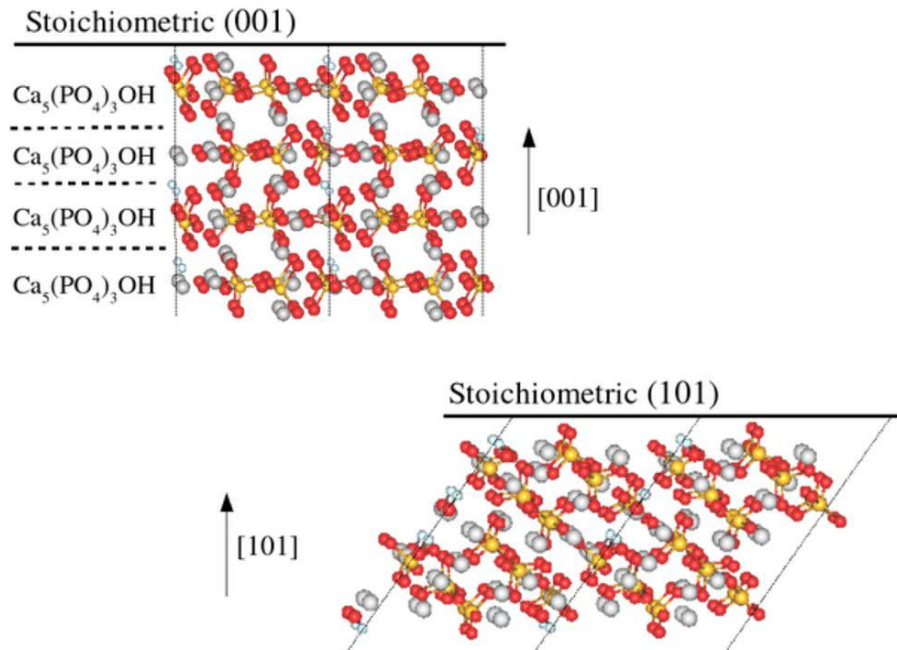 Stoichiometric (001)
Ca₅(PO₄)₃OH
Ca₅(PO₄)₃OH
Ca₅(PO₄)₃OH
Ca₅(PO₄)₃OH
[001]
Stoichiometric (101)
[101]